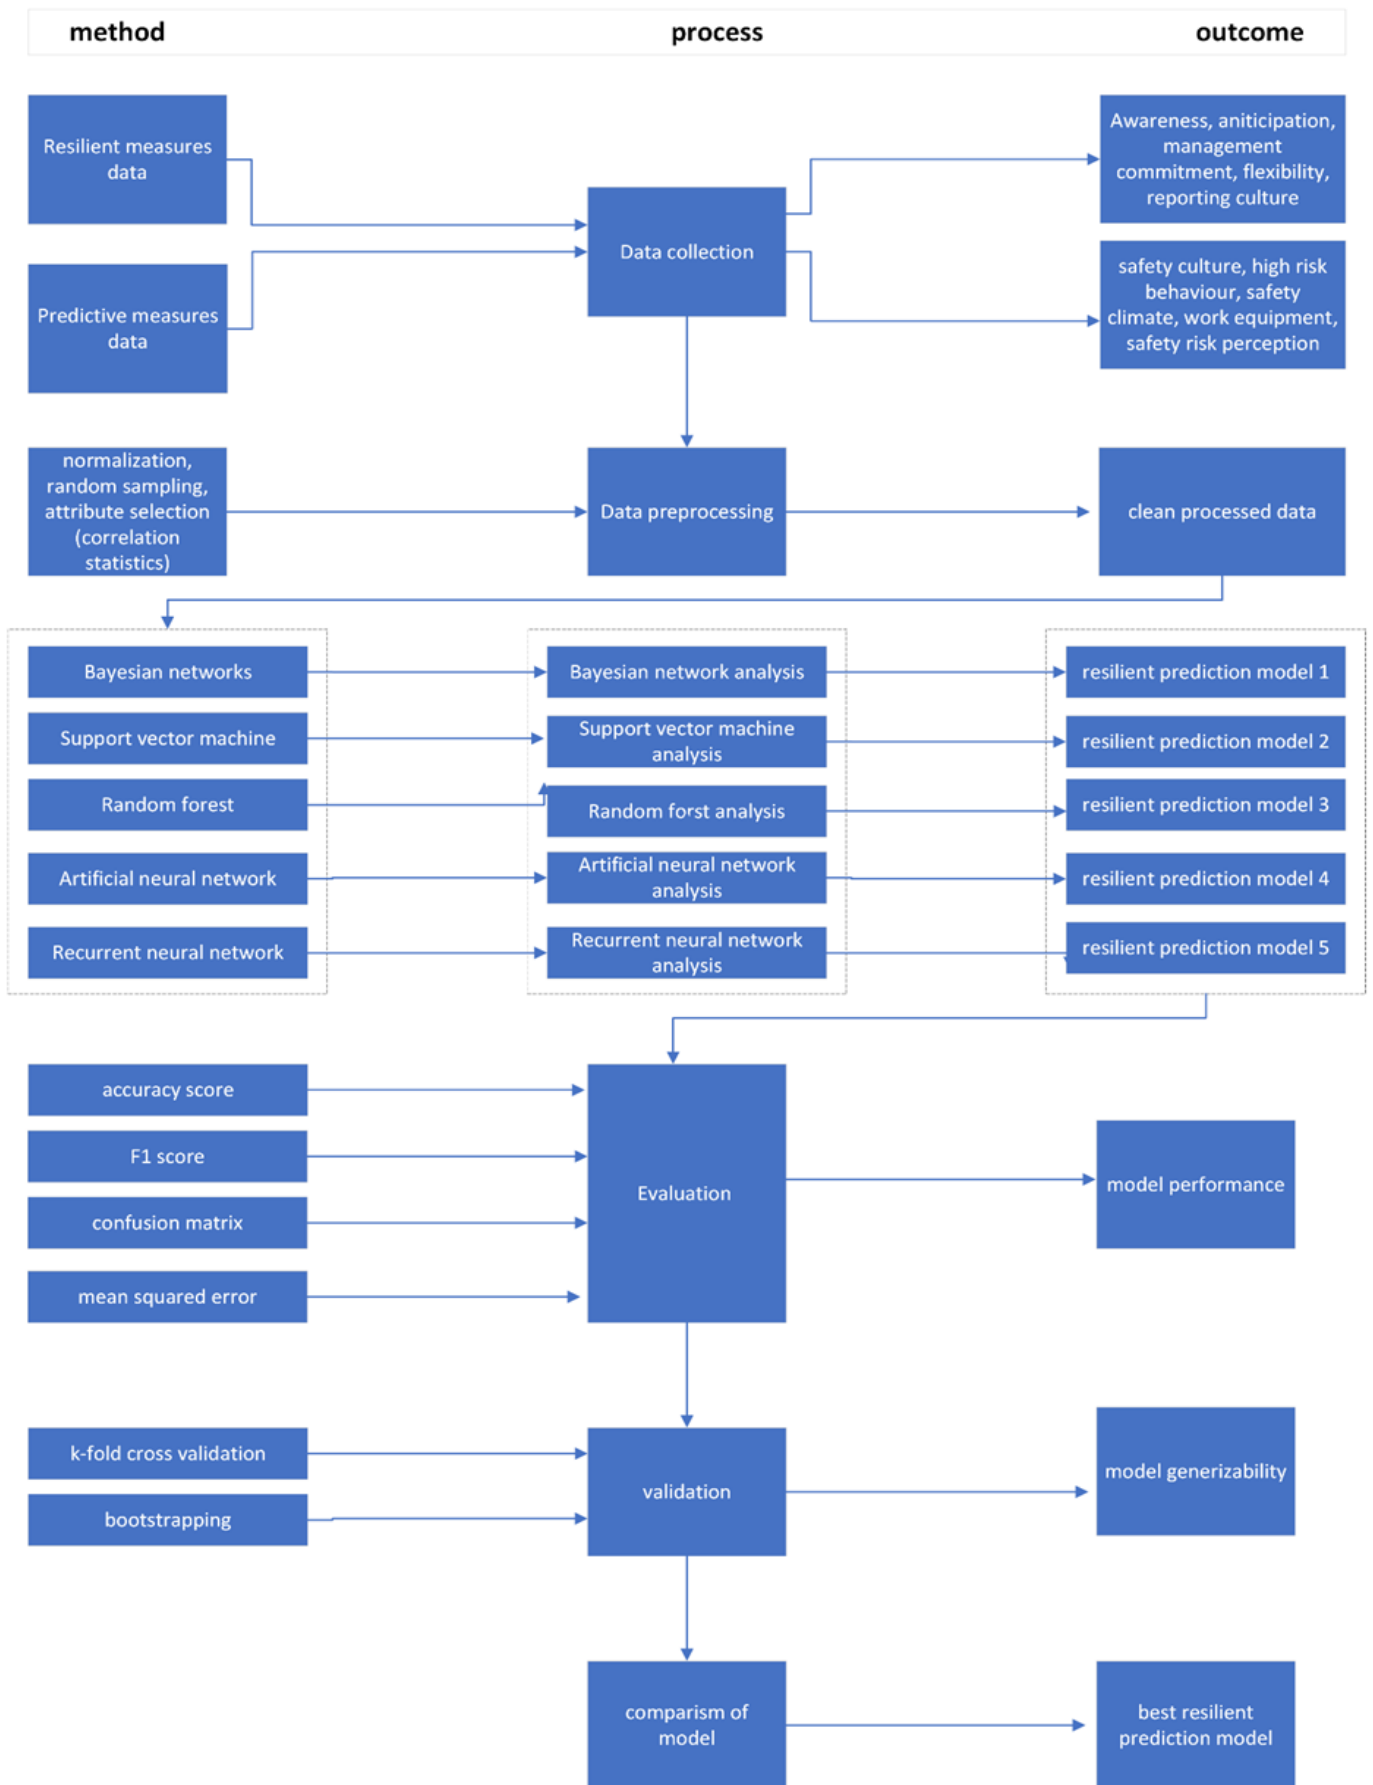 method process outcome
Resilient measures
data
Predictive measures
data
Data collection
Awareness, aniticipation,
management
commitment, flexibility,
reporting culture
safety culture, high risk
behaviour, safety
climate, work equipment,
safety risk perception
normalization,
random sampling,
attribute selection
(correlation
statistics)
Data preprocessing
clean processed data
Bayesian networks
Bayesian network analysis
resilient prediction model 1
Support vector machine
Support vector machine
analysis
resilient prediction model 2
Random forest
Random forst analysis
resilient prediction model 3
Artificial neural network
Artificial neural network
analysis
resilient prediction model 4
Recurrent neural network
Recurrent neural network
analysis
resilient prediction model 5
accuracy score
F1 score
confusion matrix
mean squared error
Evaluation
model performance
k-fold cross validation
bootstrapping
validation
model generizability
comparism of
model
best resilient
prediction model